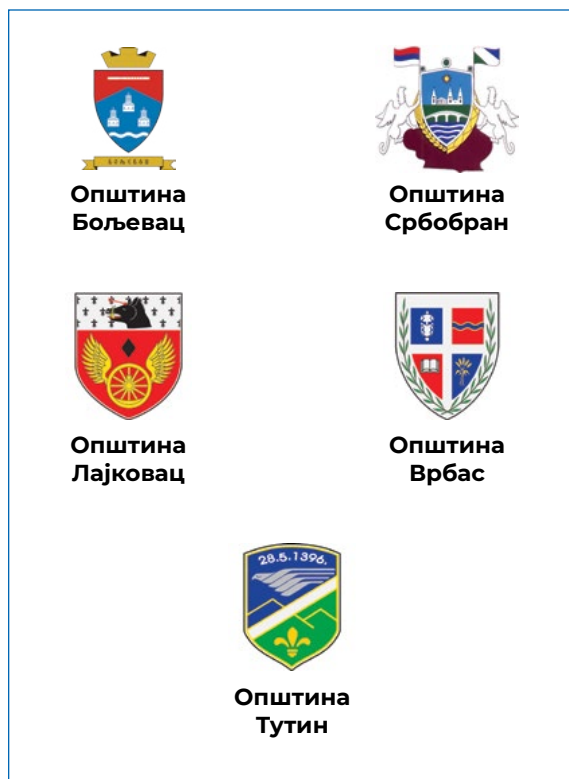 Општина
Бољевац
Општина
Србобран
Општина
Лајковац
Општина
Врбас
28.5.1396.
Општина
Тутин